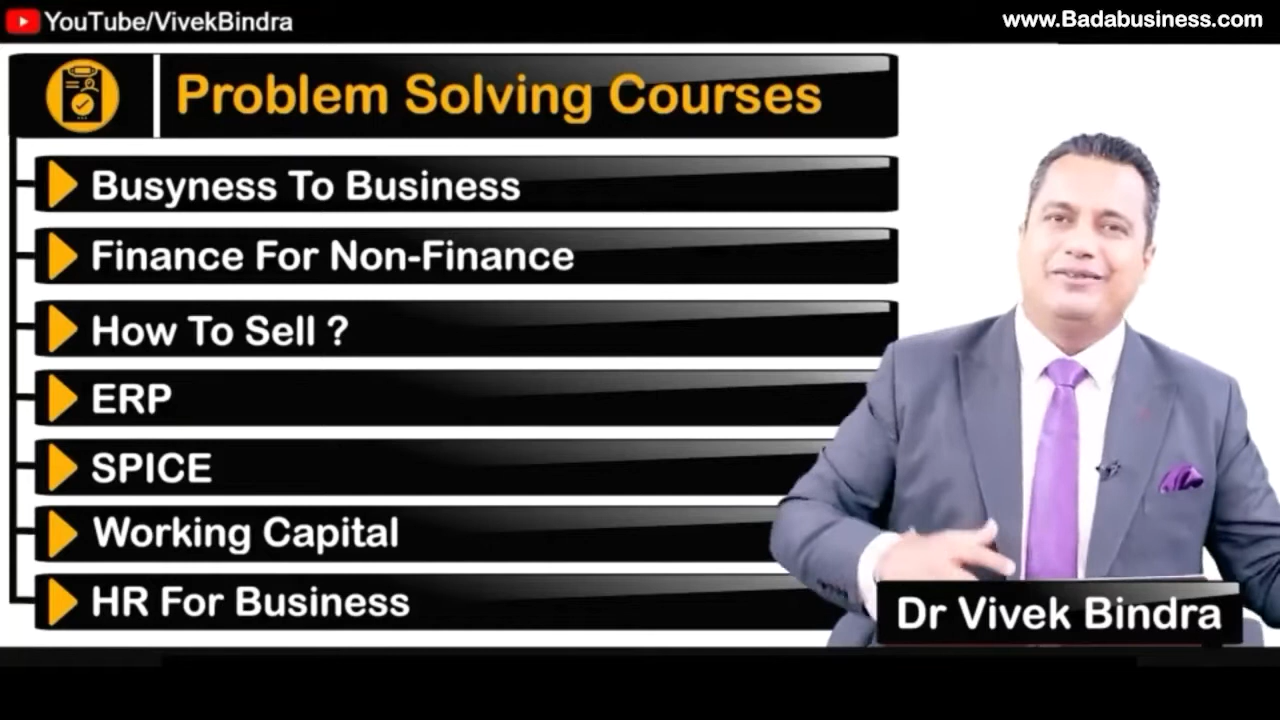 YouTube/VivekBindra
www.Badabusiness.com
Problem Solving Courses
Busyness To Business
Finance For Non-Finance
How To Sell ?
ERP
SPICE
Working Capital
HR For Business
Dr Vivek Bindra